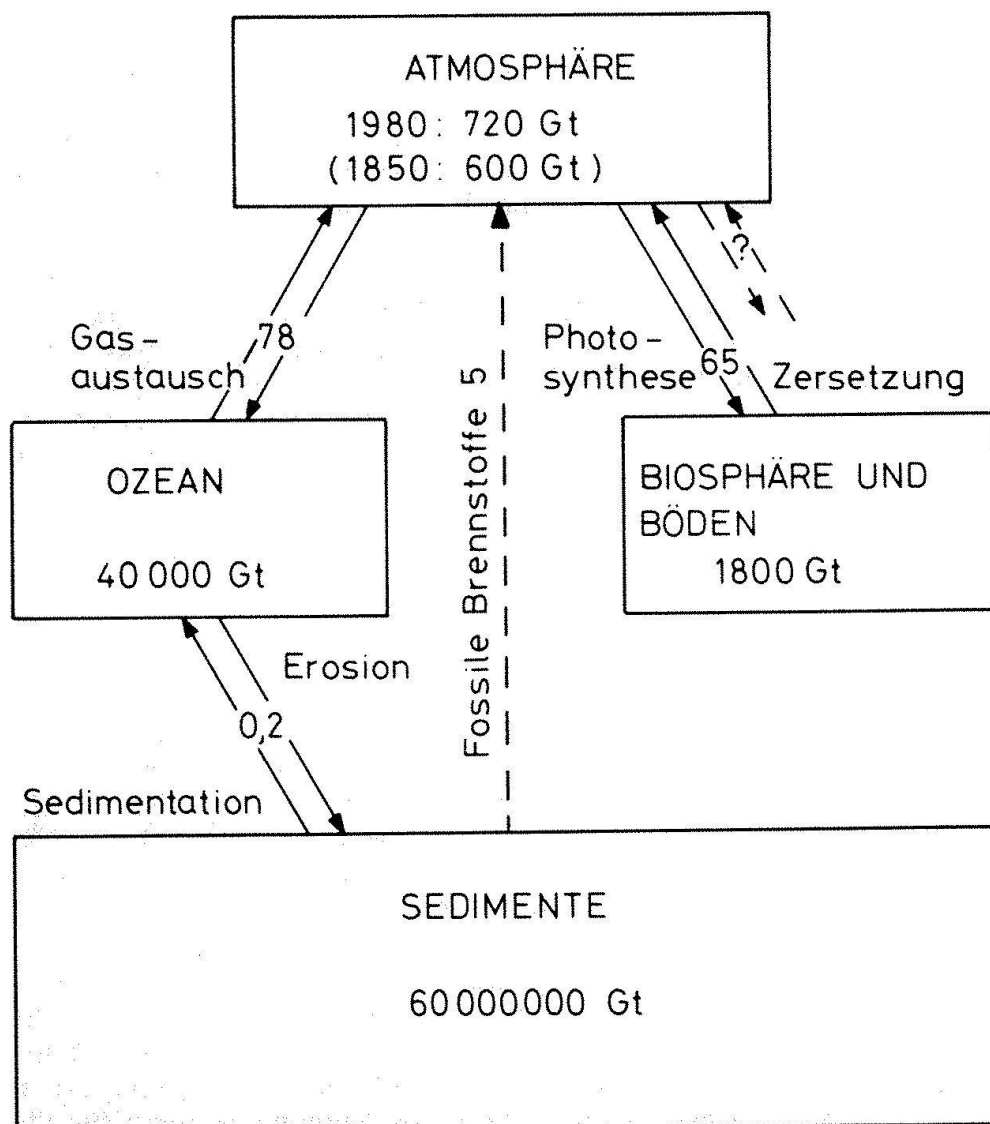 ATMOSPHÄRE
1980: 720 Gt
(1850: 600 Gt)
?
Gas-
austausch
78
Photo-
synthese
65
Zersetzung
Fossile Brennstoffe 5
OZEAN
40 000 Gt
BIOSPHÄRE UND
BÖDEN
1800 Gt
Erosion
0,2
Sedimentation
SEDIMENTE
60 000 000 Gt